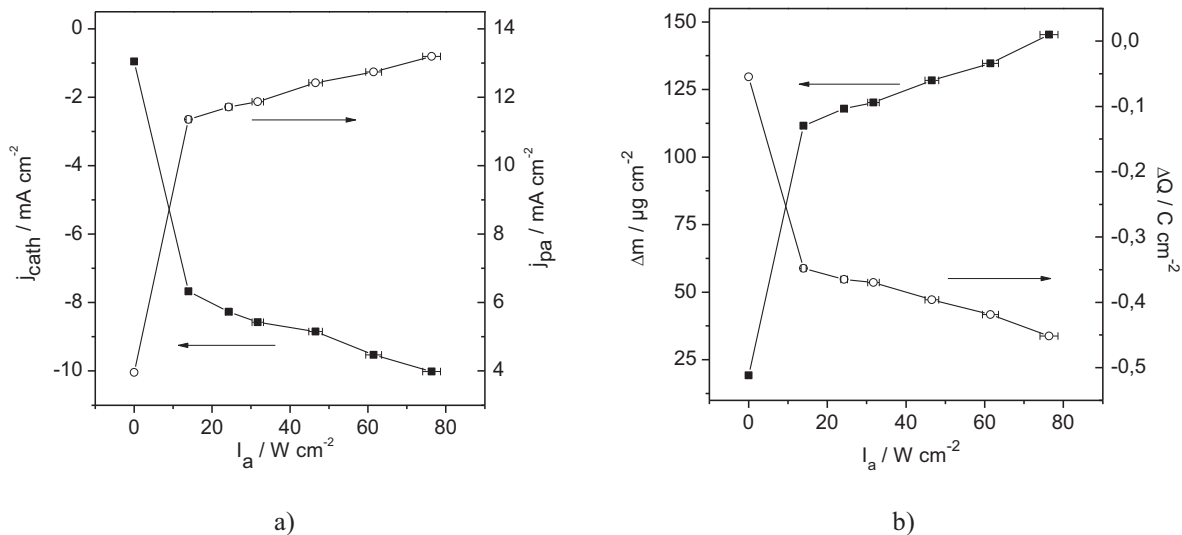 a)
b)
0
-2
-4
-6
-8
-10
j_cath / mA cm^-2
14
12
10
8
6
4
j_pa / mA cm^-2
0 20 40 60 80
I_a / W cm^-2
150
125
100
75
50
25
Δm / µg cm^-2
0,0
-0,1
-0,2
-0,3
-0,4
-0,5
ΔQ / C cm^-2
0 20 40 60 80
I_a / W cm^-2
a)
b)